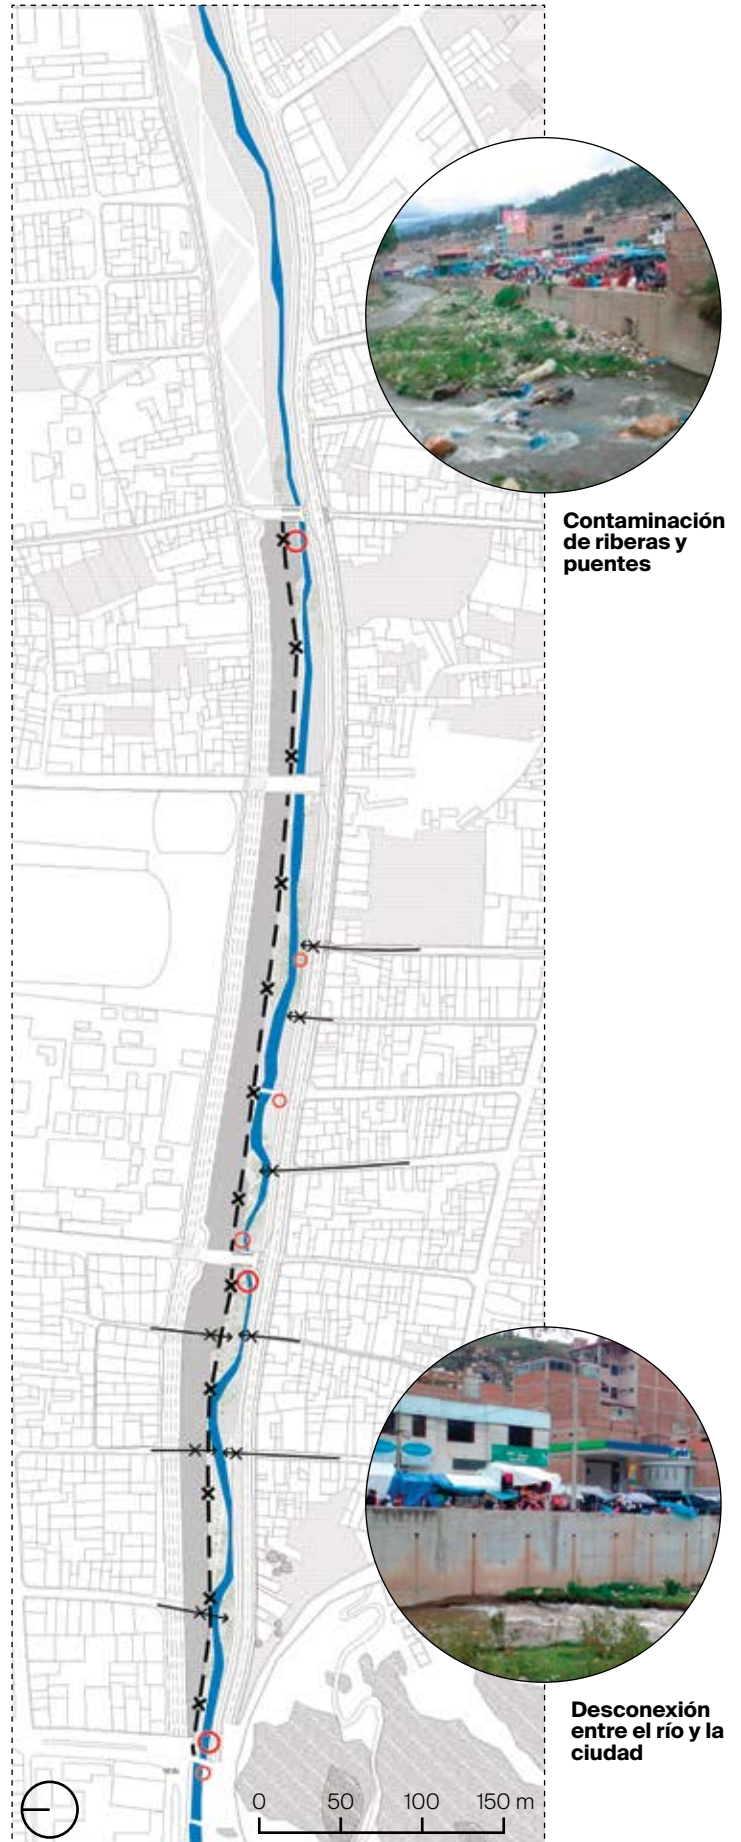 Contaminación
de riberas y
puentes
Desconexión
entre el río y la
ciudad
0 50 100 150 m